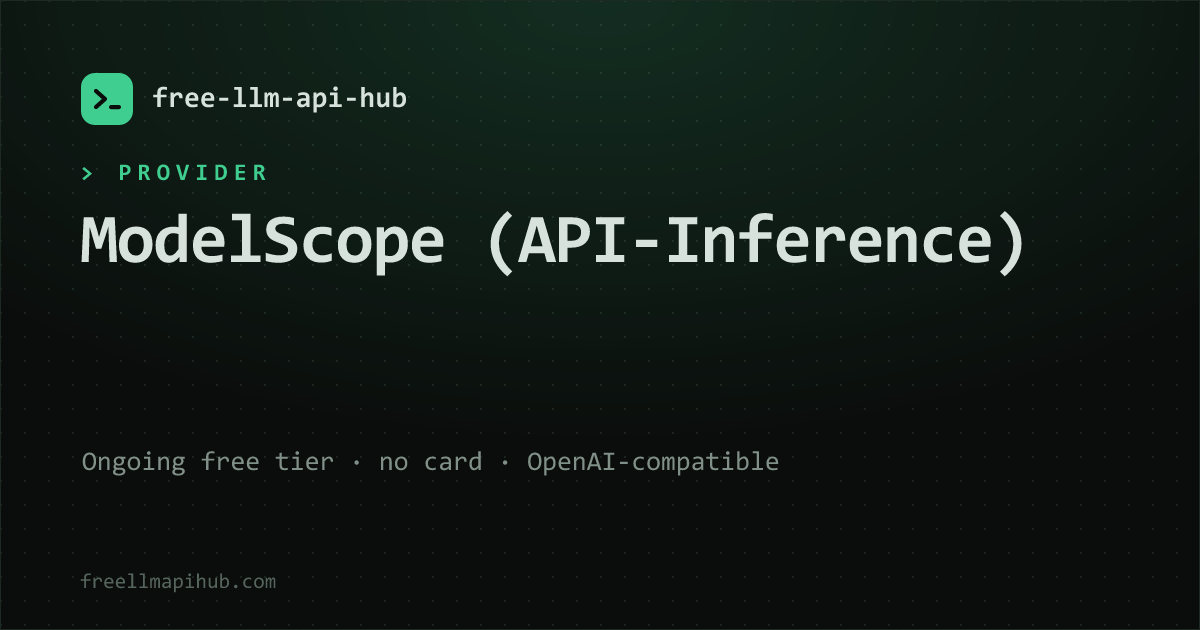 free-llm-api-hub
> PROVIDER
ModelScope (API-Inference)
Ongoing free tier · no card · OpenAI-compatible
freellmapihub.com